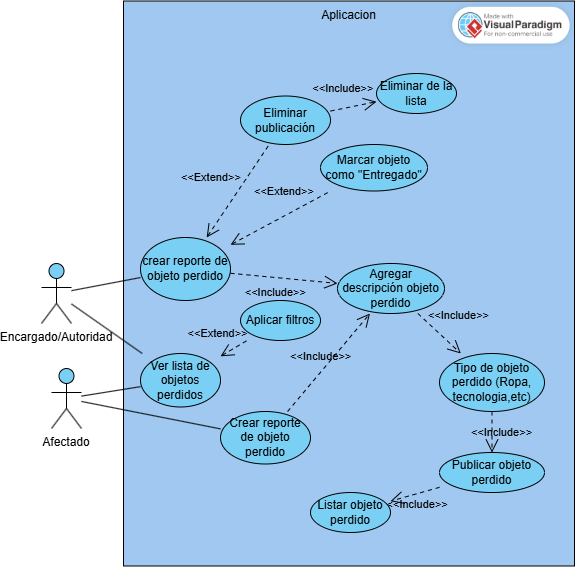 Aplicacion
Made with
VisualParadigm
For non-commercial use
<<Include>>
Eliminar de la
lista
Eliminar
publicación
<<Extend>>
Marcar objeto
como "Entregado"
<<Extend>>
crear reporte de
objeto perdido
Agregar
descripción objeto
perdido
<<Include>>
Aplicar filtros
<<Include>>
<<Extend>>
Encargado/Autoridad
<<Include>>
Ver lista de
objetos
perdidos
Tipo de objeto
perdido (Ropa,
tecnologia,etc)
Afectado
Crear reporte
de objeto
perdido
<<Include>>
Publicar objeto
perdido
Listar objeto
perdido
<<Include>>